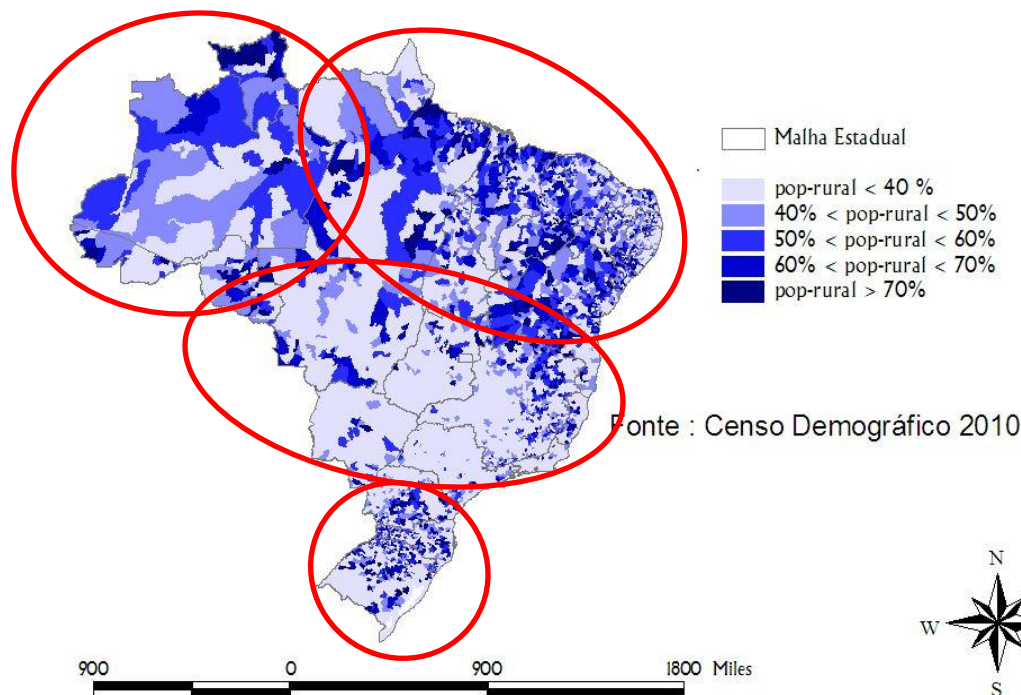 Malha Estadual
pop-rural < 40 %
40% < pop-rural < 50%
50% < pop-rural < 60%
60% < pop-rural < 70%
pop-rural > 70%
Fonte : Censo Demográfico 2010
N
W
S
900 0 900 1800 Miles